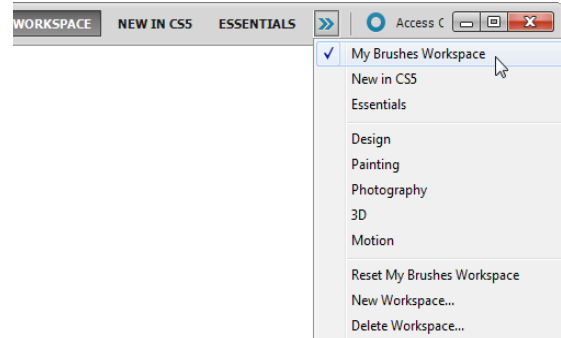 WORKSPACE NEW IN CS5 ESSENTIALS Access C
My Brushes Workspace
New in CS5
Essentials
Design
Painting
Photography
3D
Motion
Reset My Brushes Workspace
New Workspace...
Delete Workspace...